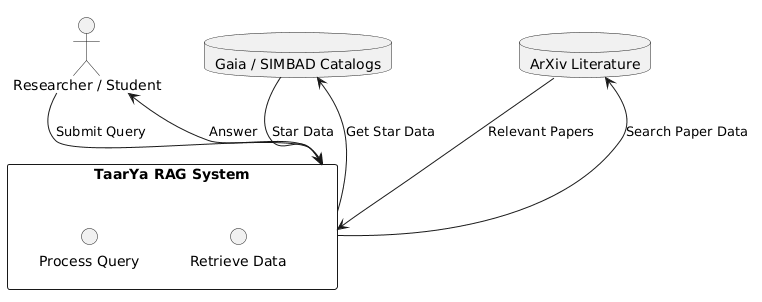 Researcher / Student
Gaia / SIMBAD Catalogs
ArXiv Literature
Submit Query
Answer
Star Data
Get Star Data
Relevant Papers
Search Paper Data
TaarYa RAG System
Process Query
Retrieve Data